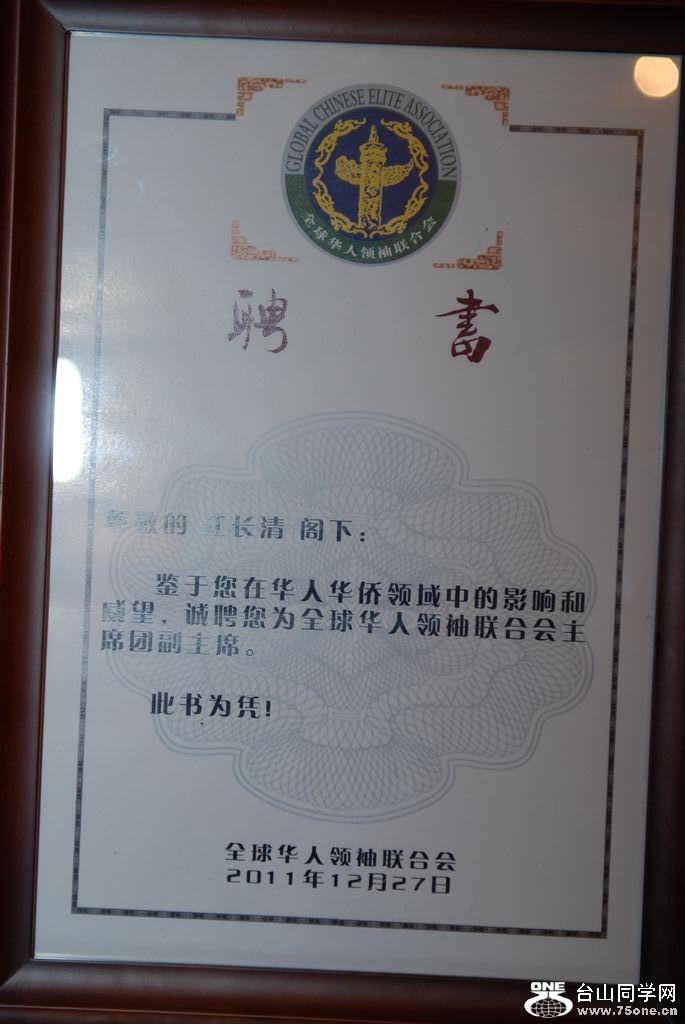 GLOBAL CHINESE ELITE ASSOCIATION
全球华人领袖联合会
聘 书
尊敬的 江长清 阁下：
鉴于您在华人华侨领域中的影响和
威望，诚聘您为全球华人领袖联合会主
席团副主席。
此书为凭！
全球华人领袖联合会
2011年12月27日
ONE 台山同学网
www.75one.cn